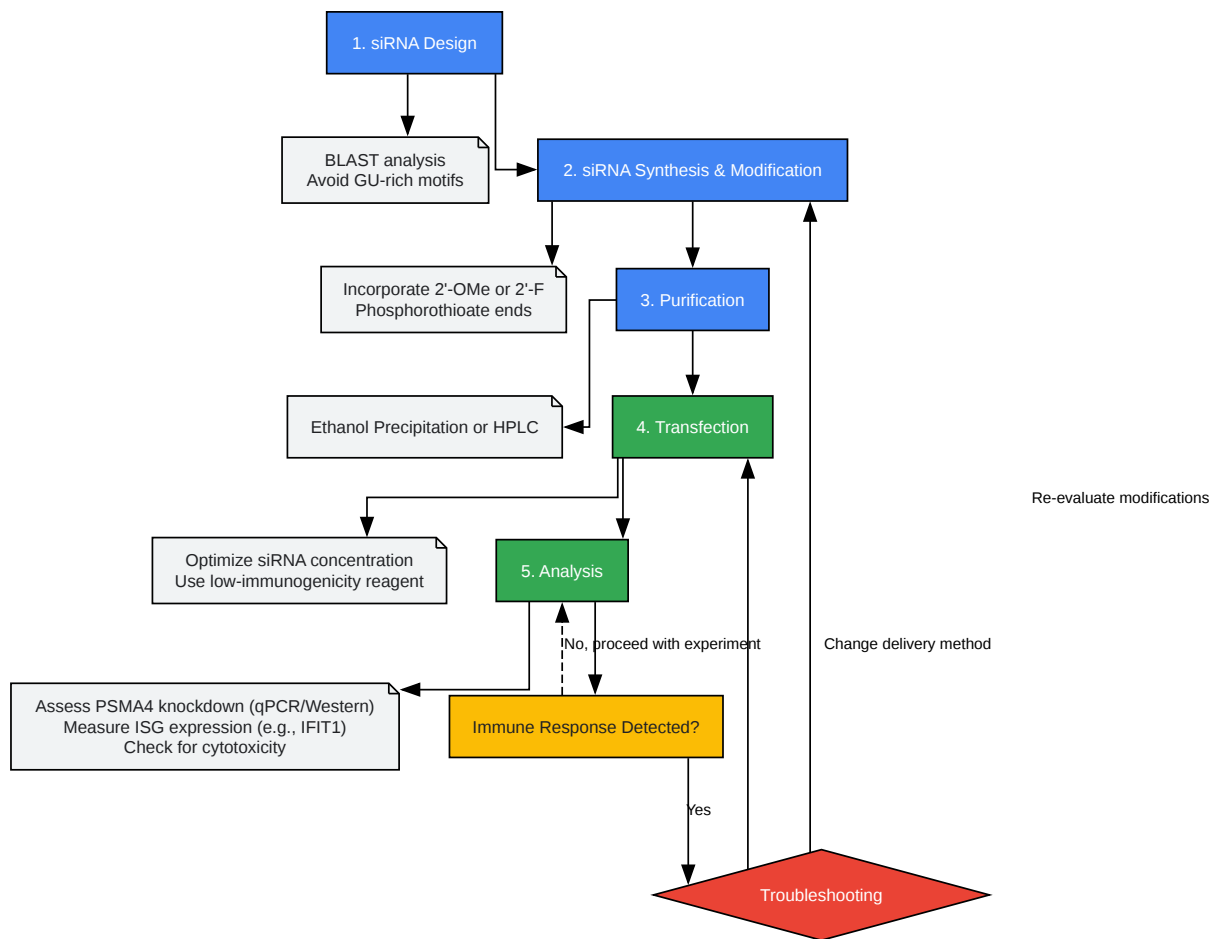 1. siRNA Design
BLAST analysis
Avoid GU-rich motifs
2. siRNA Synthesis & Modification
Incorporate 2'-OMe or 2'-F
Phosphorothioate ends
3. Purification
Ethanol Precipitation or HPLC
4. Transfection
Re-evaluate modifications
Optimize siRNA concentration
Use low-immunogenicity reagent
5. Analysis
No, proceed with experiment
Change delivery method
Assess PSMA4 knockdown (qPCR/Western)
Measure ISG expression (e.g., IFIT1)
Check for cytotoxicity
Immune Response Detected?
Yes
Troubleshooting